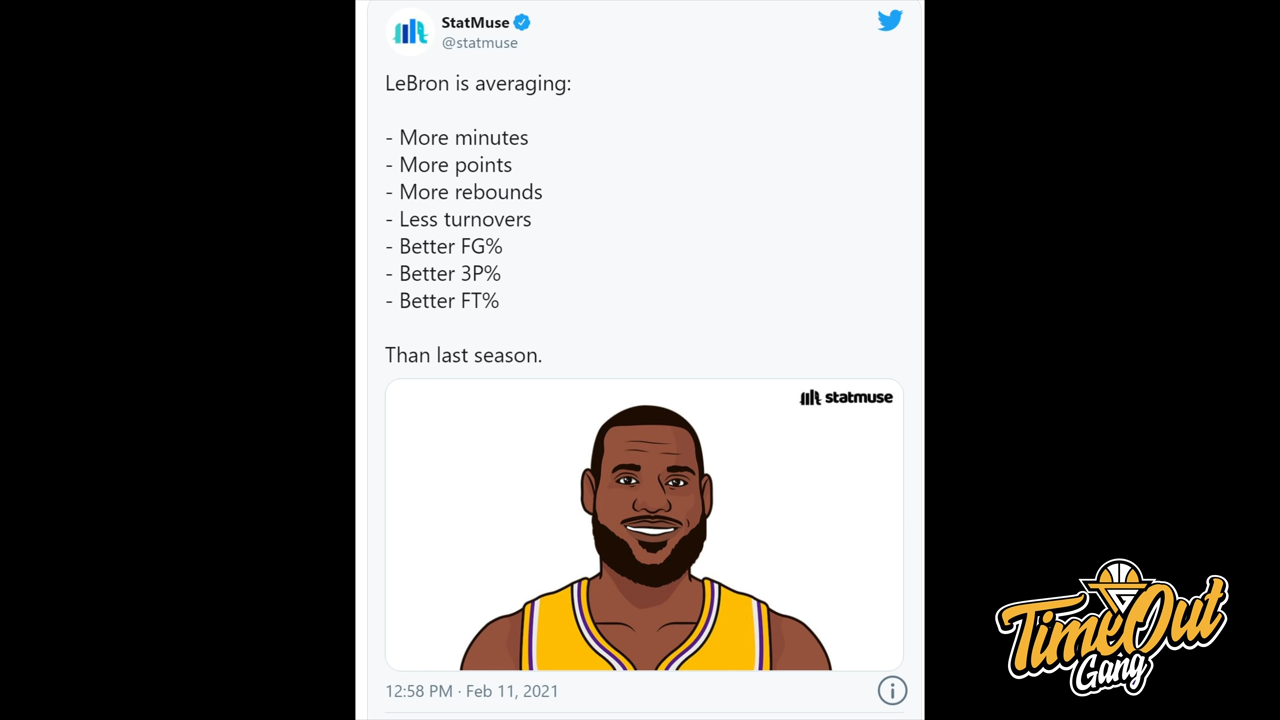 StatMuse
@statmuse
LeBron is averaging:
- More minutes
- More points
- More rebounds
- Less turnovers
- Better FG%
- Better 3P%
- Better FT%
Than last season.
statmuse
12:58 PM · Feb 11, 2021
G
TimeOut
Gang